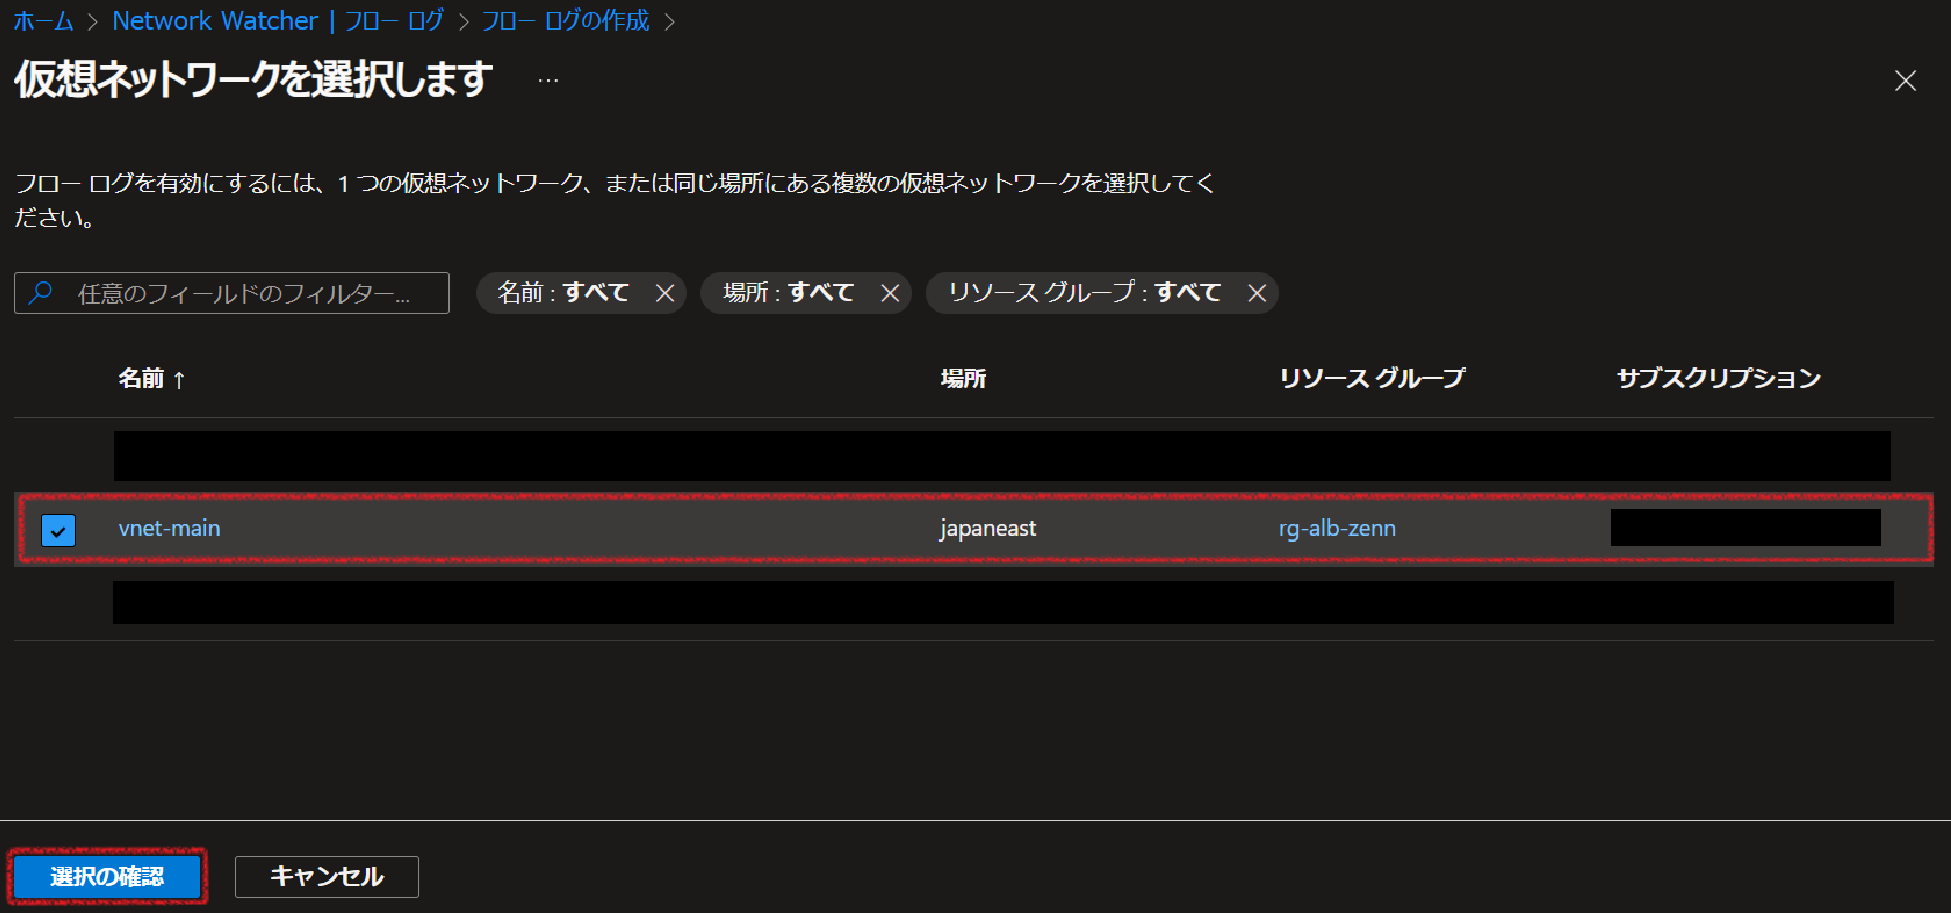 ホーム > Network Watcher | フロー ログ > フロー ログの作成 >
仮想ネットワークを選択します ...
フロー ログを有効にするには、1 つの仮想ネットワーク、または同じ場所にある複数の仮想ネットワークを選択してく
ださい。
任意のフィールドのフィルター... 名前 : すべて 場所 : すべて リソース グループ : すべて
名前 ↑ 場所 リソース グループ サブスクリプション
vnet-main japaneast rg-alb-zenn
選択の確認 キャンセル